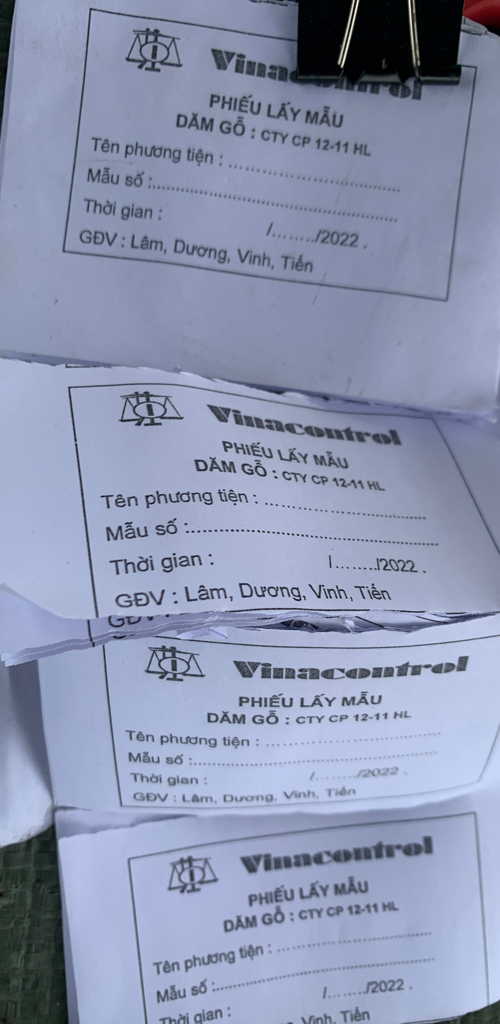 Vinacontrol
PHIẾU LẤY MẪU
DĂM GỖ : CTY CP 12-11 HL
Tên phương tiện : ........................................
Mẫu số :..................................................
Thời gian : /......../2022 .
GĐV : Lâm, Dương, Vinh, Tiến
Vinacontrol
PHIẾU LẤY MẪU
DĂM GỖ : CTY CP 12-11 HL
Tên phương tiện : ........................................
Mẫu số :..................................................
Thời gian : /......../2022 .
GĐV : Lâm, Dương, Vinh, Tiến
GĐV
Vinacontrol
PHIẾU LẤY MẪU
DĂM GỖ : CTY CP 12-11 HL
Tên phương tiện : ........................................
Mẫu số :..................................................
Thời gian : /......../2022 .
GĐV : Lâm, Dương, Vinh, Tiến
Vinacontrol
PHIẾU LẤY MẪU
DĂM GỖ : CTY CP 12-11 HL
Tên phương tiện : ........................................
Mẫu số :..................................................
Thời gian : /......../2022 .
Vinh, Tiến